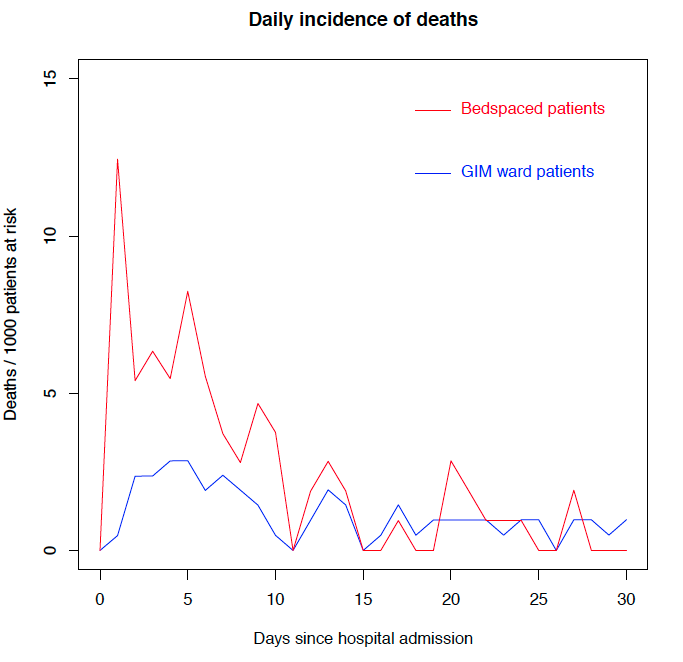 Daily incidence of deaths
15
10
5
0
Deaths / 1000 patients at risk
Bedspaced patients
GIM ward patients
0 5 10 15 20 25 30
Days since hospital admission